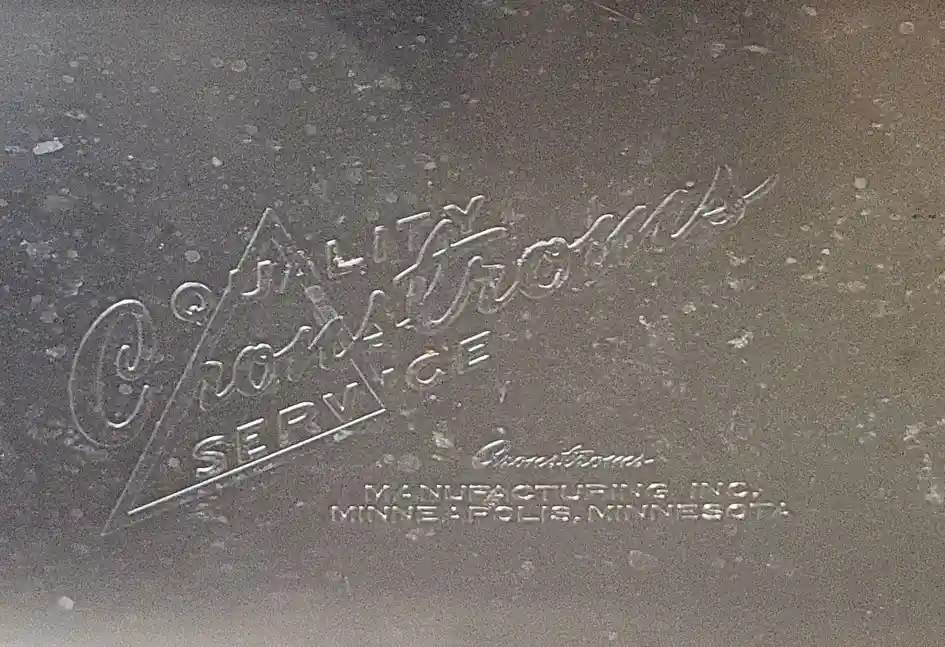 QUALITY
Cronstroms
SERVICE
Cronstroms
MANUFACTURING, INC.
MINNEAPOLIS, MINNESOTA